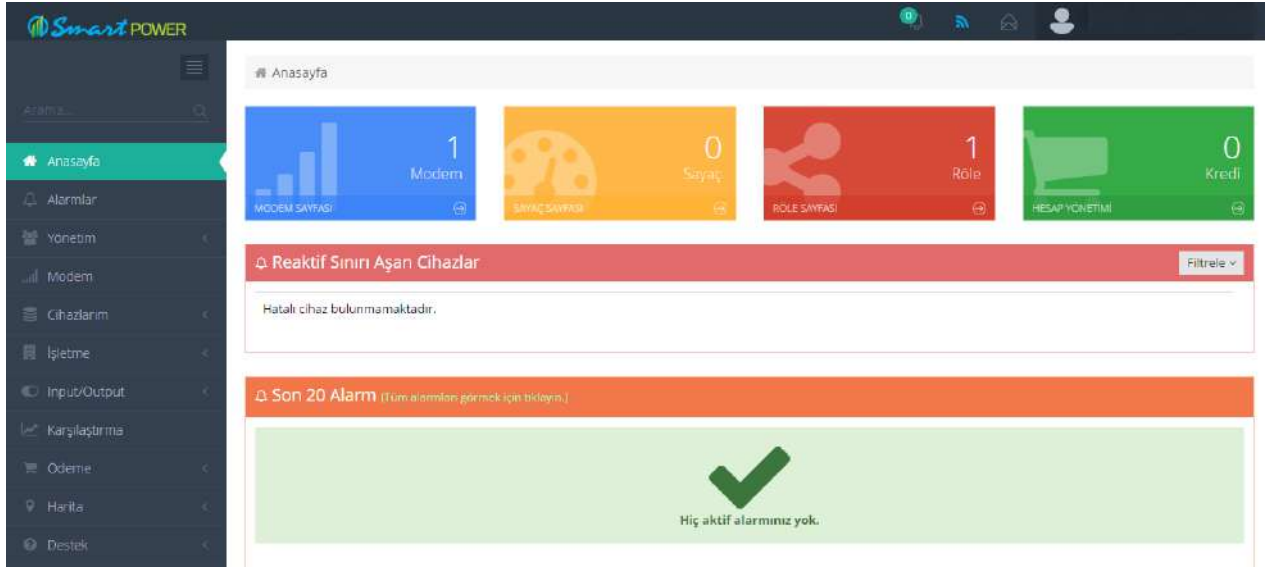 Smart POWER
0
Anasayfa
Arama...
Anasayfa
Alarmlar
Yönetim
Modem
Cihazlarım
İşletme
Input/Output
Karşılaştırma
Ödeme
Harita
Destek
1
Modem
MODEM SAYFASI
0
Sayaç
SAYAÇ SAYFASI
1
Röle
RÖLE SAYFASI
0
Kredi
HESAP YÖNETİMİ
Reaktif Sınırı Aşan Cihazlar
Filtrele
Hatalı cihaz bulunmamaktadır.
Son 20 Alarm (Tüm alarmları görmek için tıklayın.)
Hiç aktif alarmınız yok.